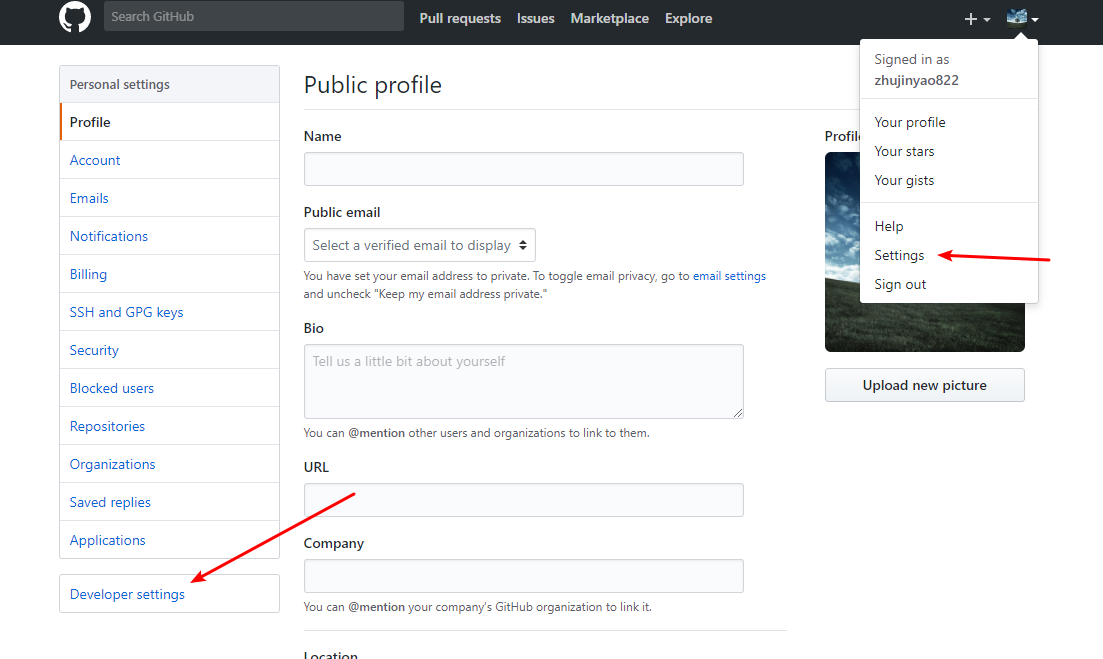 Search GitHub
Pull requests
Issues
Marketplace
Explore
Signed in as
zhujinyao822
Your profile
Your stars
Your gists
Help
Settings
Sign out
Personal settings
Profile
Account
Emails
Notifications
Billing
SSH and GPG keys
Security
Blocked users
Repositories
Organizations
Saved replies
Applications
Developer settings
Public profile
Name
Public email
Select a verified email to display
You have set your email address to private. To toggle email privacy, go to email settings
and uncheck "Keep my email address private."
Bio
Tell us a little bit about yourself
You can @mention other users and organizations to link to them.
URL
Company
You can @mention your company's GitHub organization to link it.
Location
Upload new picture